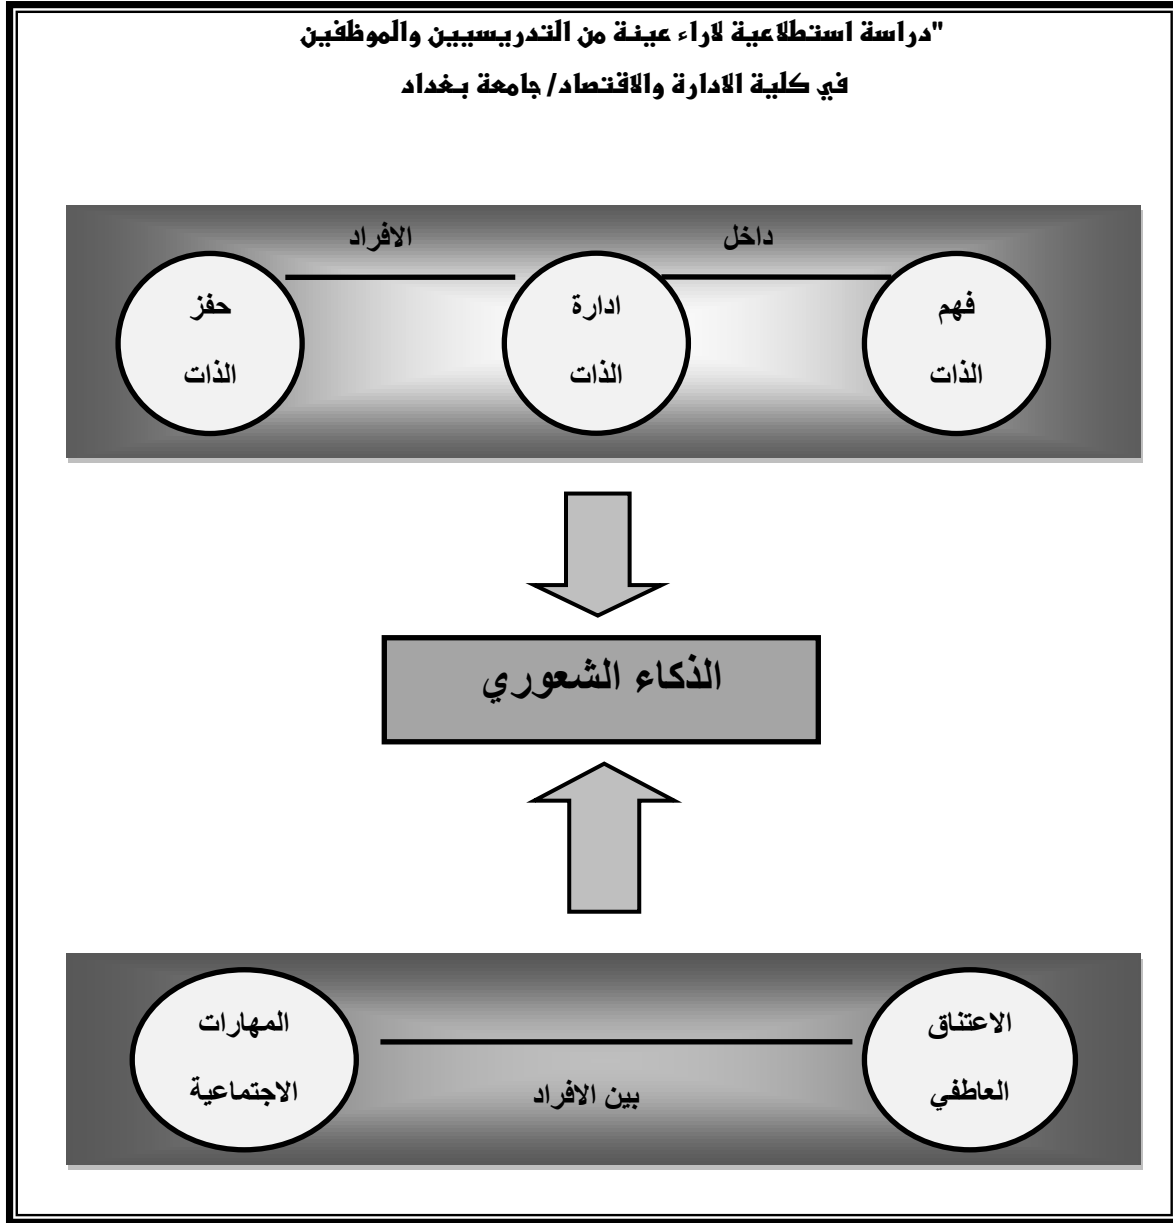 "دراسة استطلاعية لاراء عينة من التدريسيين والموظفين
في كلية الادارة والاقتصاد/ جامعة بغداد
داخل
الافراد
فهم
الذات
ادارة
الذات
حفز
الذات
الذكاء الشعوري
الاعتناق
العاطفي
بين الافراد
المهارات
الاجتماعية